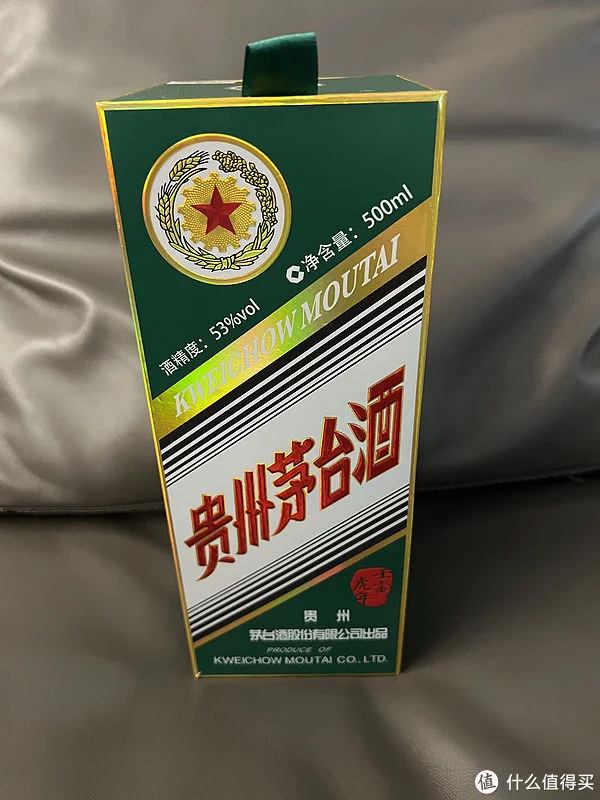 净含量：500ml
酒精度：53%vol
KWEICHOW MOUTAI
贵州茅台酒
壬寅
虎年
贵 州
茅台酒股份有限公司出品
PRODUCE OF
KWEICHOW MOUTAI CO., LTD.
值 什么值得买